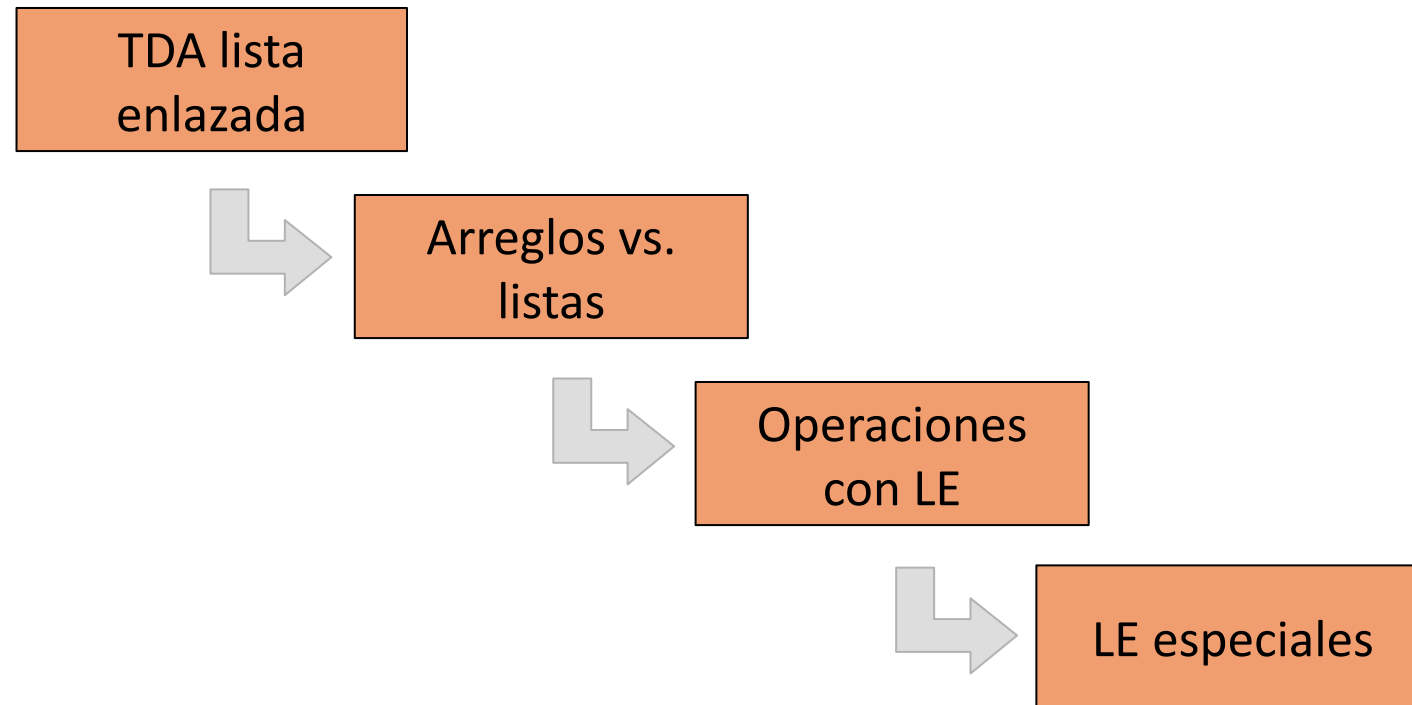 TDA lista
enlazada
Arreglos vs.
listas
Operaciones
con LE
LE especiales